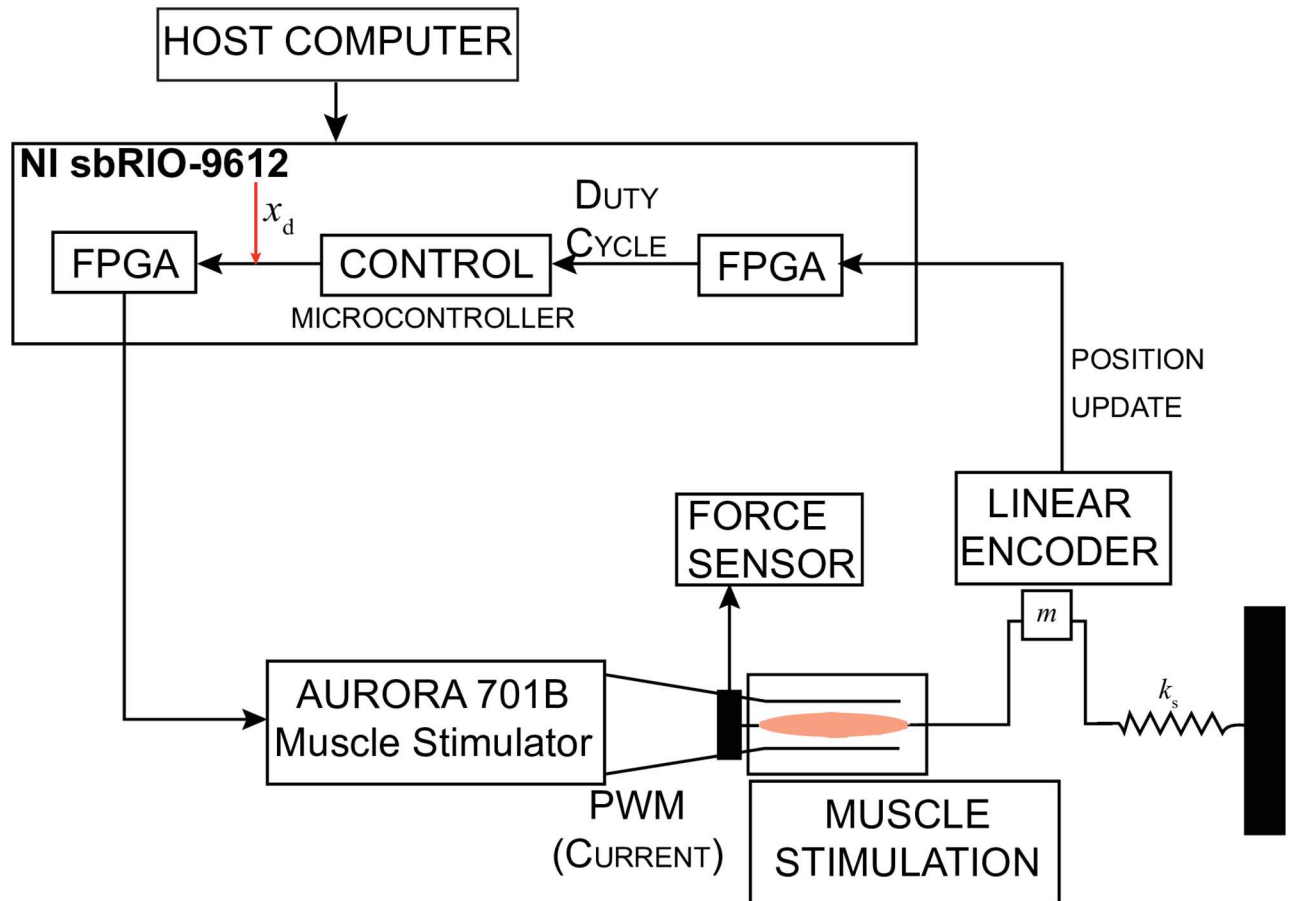 HOST COMPUTER
NI sbRIO-9612
x_d
DUTY
CYCLE
FPGA
CONTROL
FPGA
MICROCONTROLLER
POSITION
UPDATE
FORCE
SENSOR
LINEAR
ENCODER
m
k_s
AURORA 701B
Muscle Stimulator
PWM
(CURRENT)
MUSCLE
STIMULATION